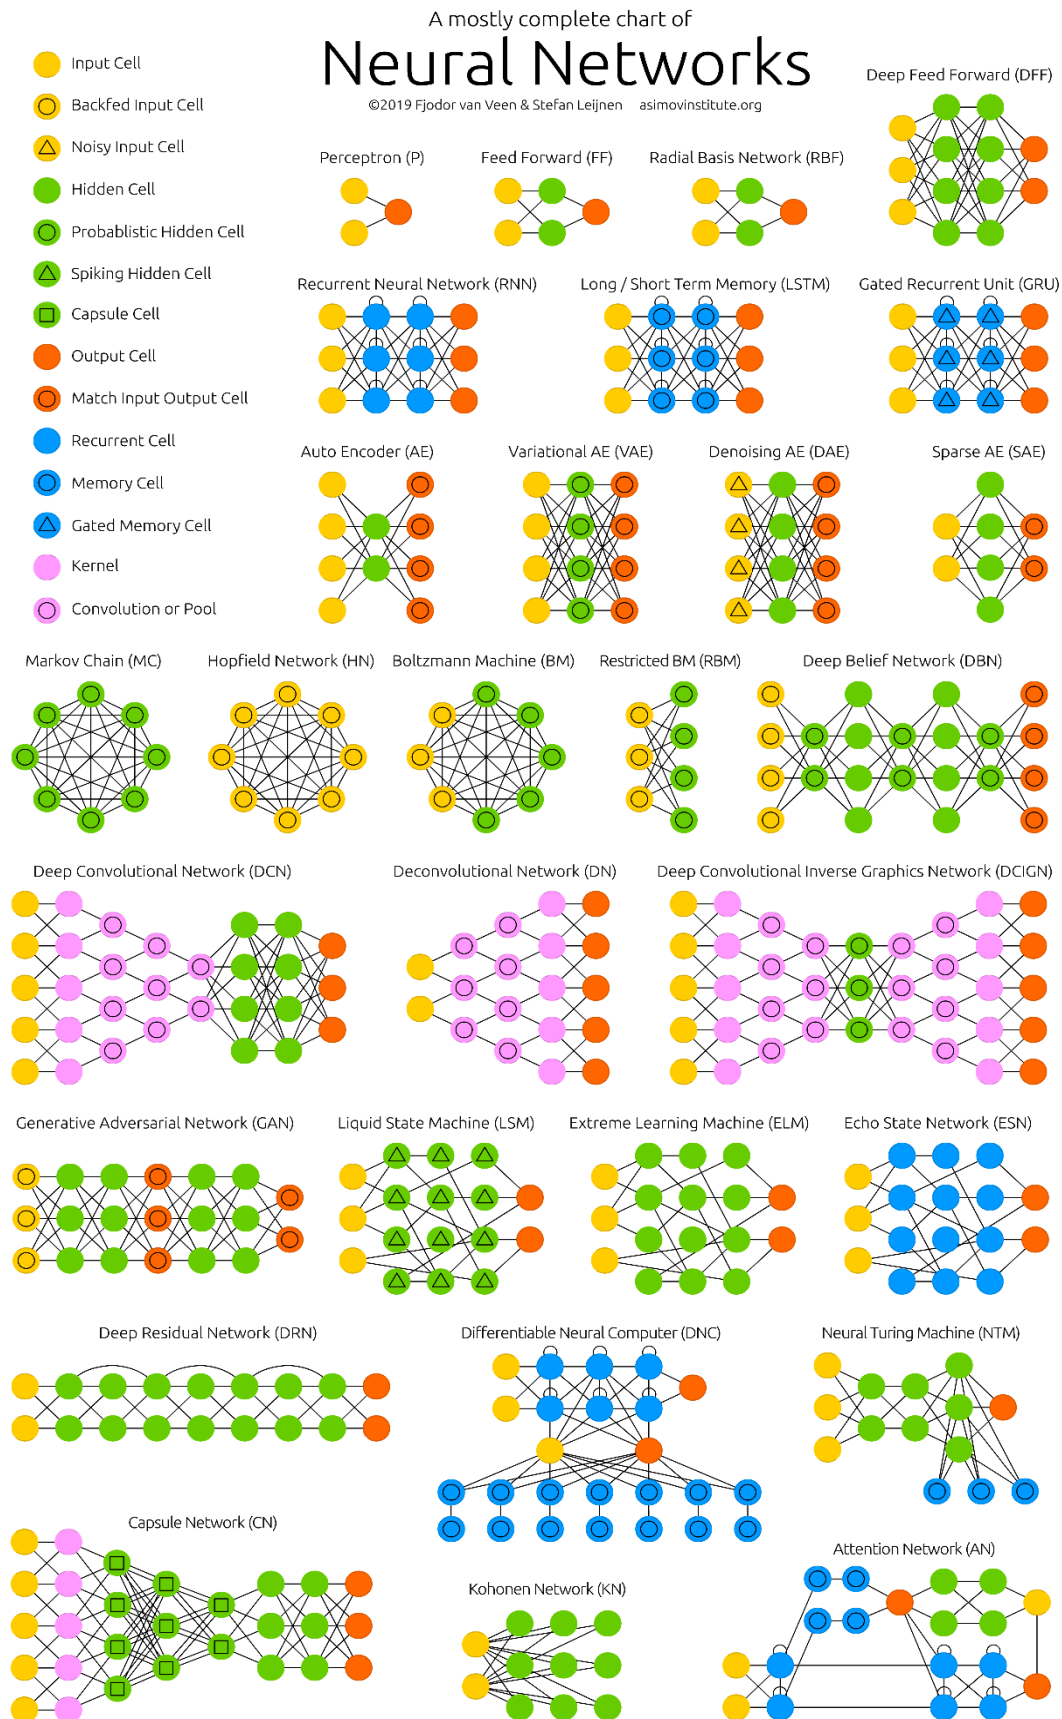 A mostly complete chart of
Neural Networks
©2019 Fjodor van Veen & Stefan Leijnen asimovinstitute.org
Input Cell
Backfed Input Cell
Noisy Input Cell
Hidden Cell
Probablistic Hidden Cell
Spiking Hidden Cell
Capsule Cell
Output Cell
Match Input Output Cell
Recurrent Cell
Memory Cell
Gated Memory Cell
Kernel
Convolution or Pool
Deep Feed Forward (DFF)
Perceptron (P)
Feed Forward (FF)
Radial Basis Network (RBF)
Recurrent Neural Network (RNN)
Long / Short Term Memory (LSTM)
Gated Recurrent Unit (GRU)
Auto Encoder (AE)
Variational AE (VAE)
Denoising AE (DAE)
Sparse AE (SAE)
Markov Chain (MC)
Hopfield Network (HN)
Boltzmann Machine (BM)
Restricted BM (RBM)
Deep Belief Network (DBN)
Deep Convolutional Network (DCN)
Deconvolutional Network (DN)
Deep Convolutional Inverse Graphics Network (DCIGN)
Generative Adversarial Network (GAN)
Liquid State Machine (LSM)
Extreme Learning Machine (ELM)
Echo State Network (ESN)
Deep Residual Network (DRN)
Differentiable Neural Computer (DNC)
Neural Turing Machine (NTM)
Capsule Network (CN)
Kohonen Network (KN)
Attention Network (AN)